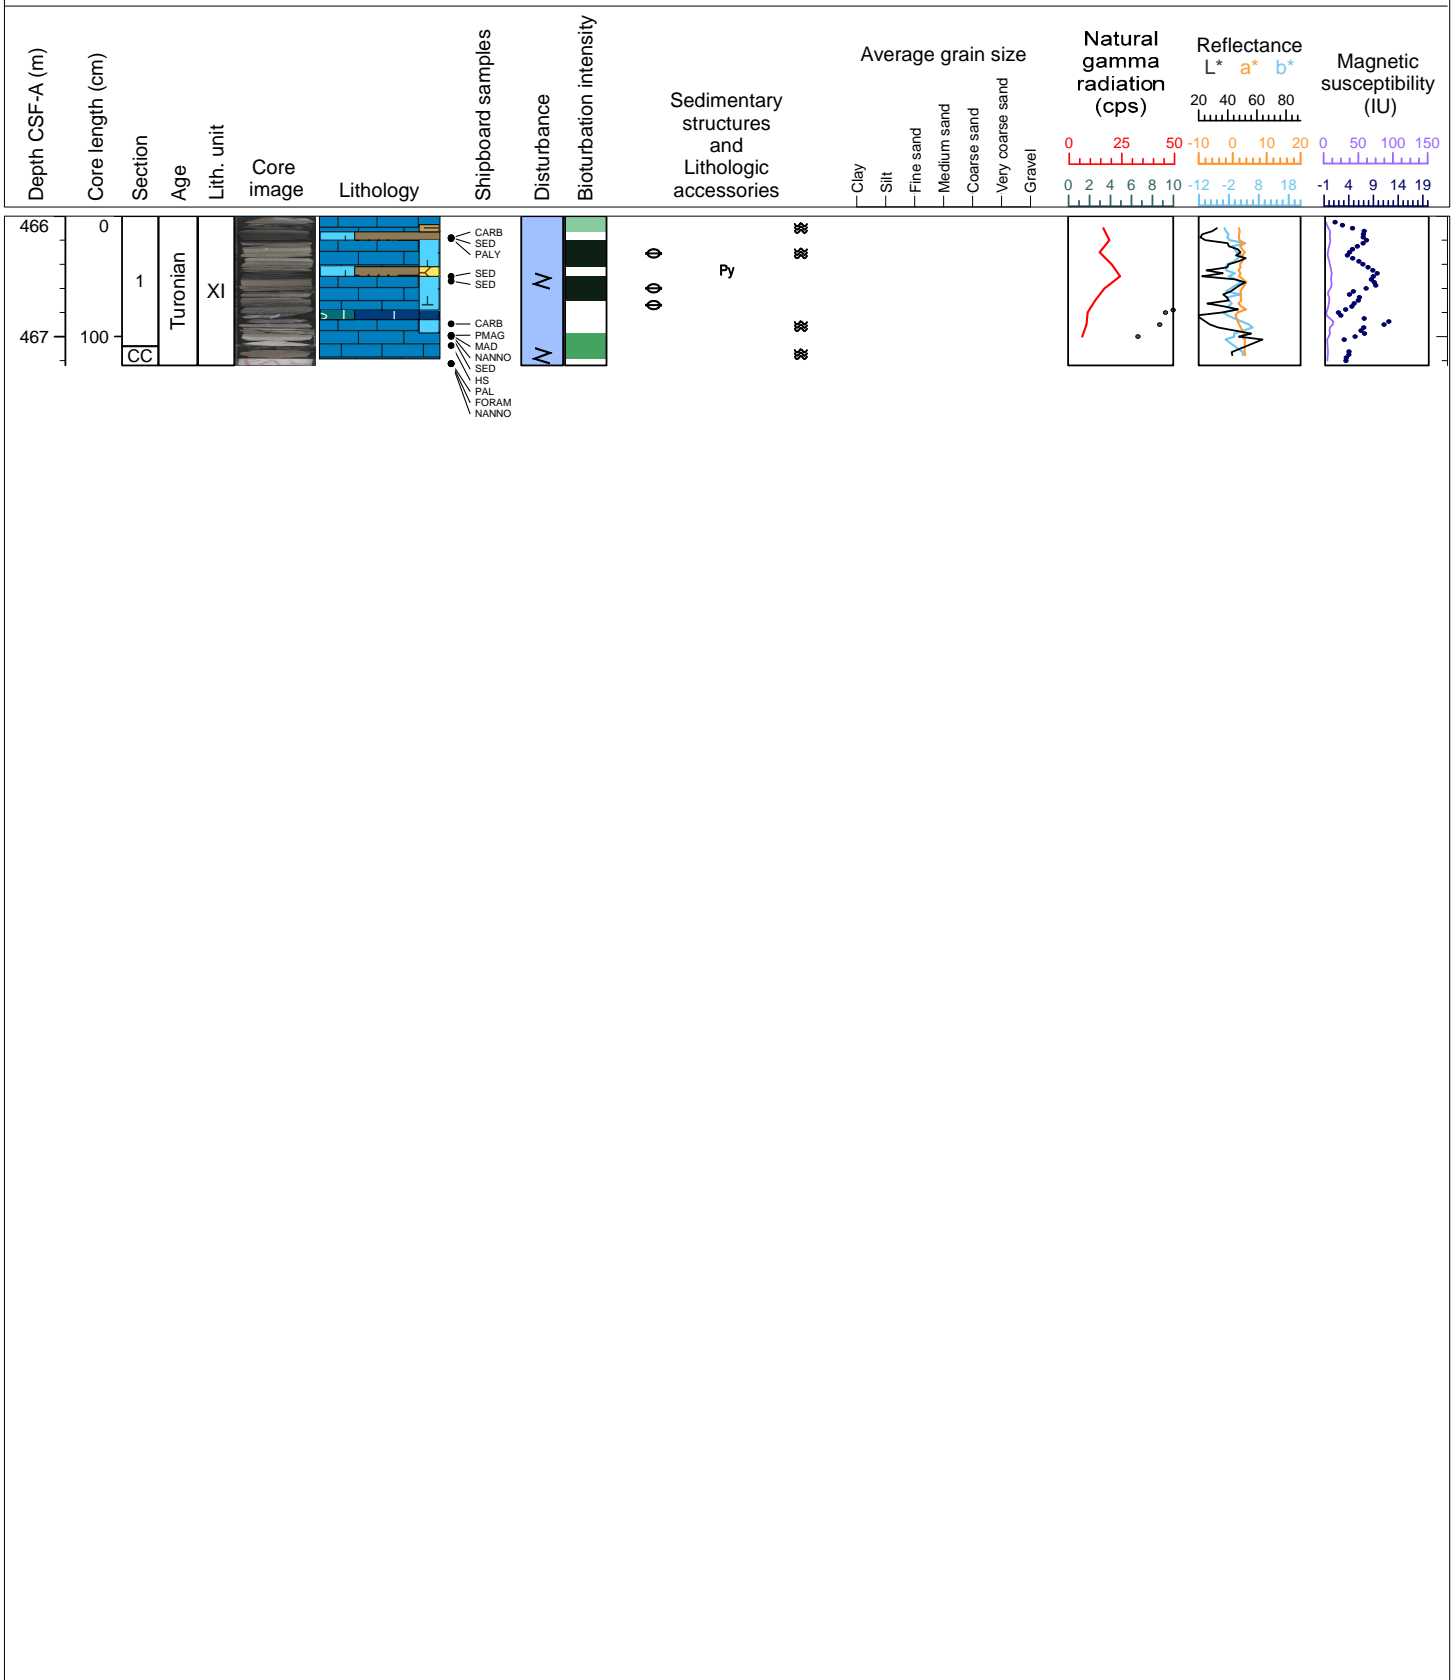 Depth CSF-A (m)
Core length (cm)
Section
Age
Lith. unit
Core
image
Lithology
Shipboard samples
Disturbance
Bioturbation intensity
Sedimentary
structures
and
Lithologic
accessories
Average grain size
Clay
Silt
Fine sand
Medium sand
Coarse sand
Very coarse sand
Gravel
Natural
gamma
radiation
(cps)
0 25 50
0 2 4 6 8 10
Reflectance
L* a* b*
20 40 60 80
-10 0 10 20
-12 -2 8 18
Magnetic
susceptibility
(IU)
0 50 100 150
-1 4 9 14 19
466
467
0
100
1
CC
Turonian
XI
S
CARB
SED
PALY
SED
SED
CARB
PMAG
MAD
NANNO
SED
HS
PAL
FORAM
NANNO
Py